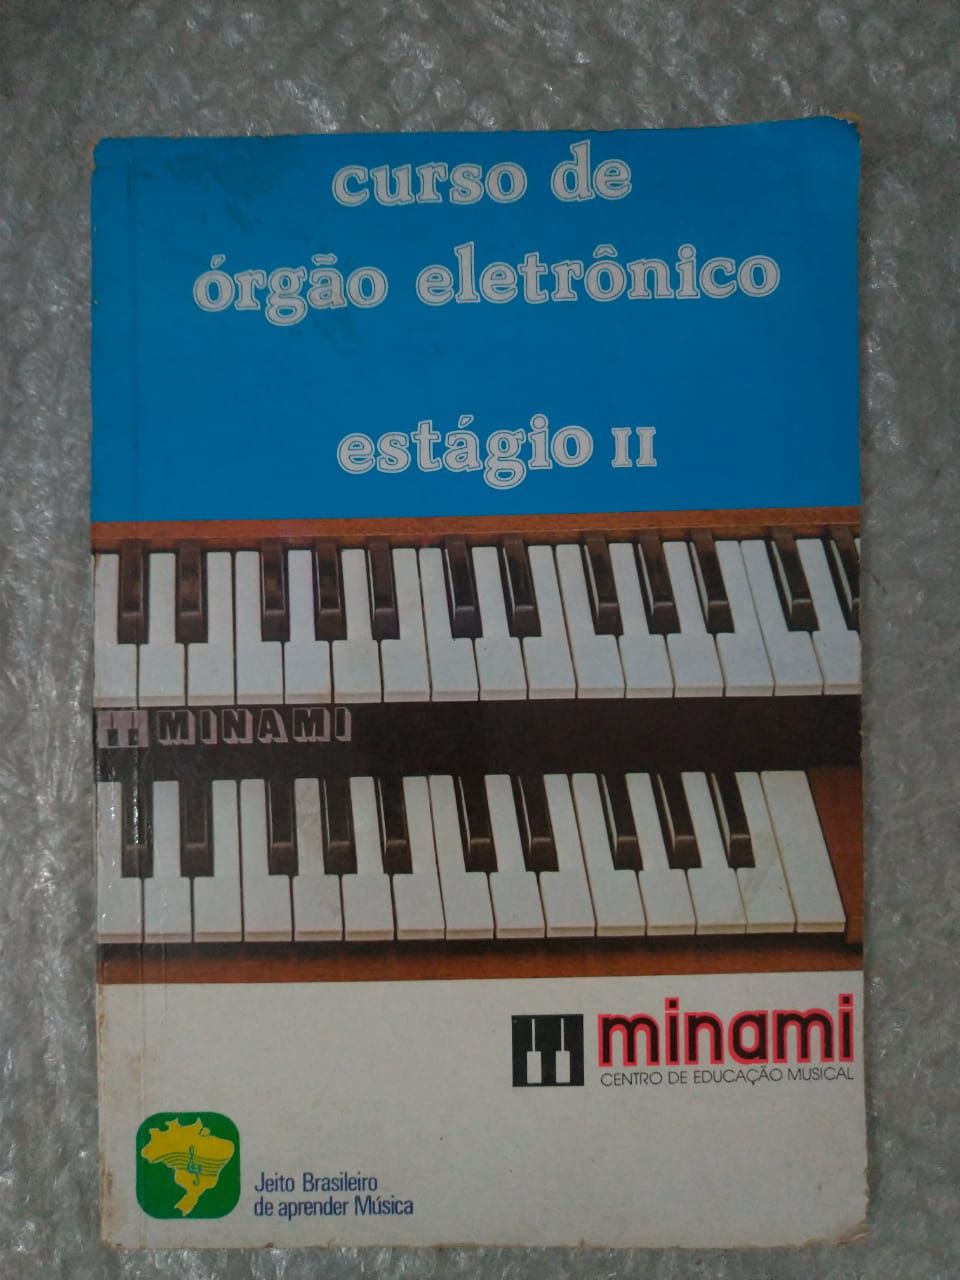 curso de
órgão eletrônico
estágio II
MINAMI
minami
CENTRO DE EDUCAÇÃO MUSICAL
Jeito Brasileiro
de aprender Música